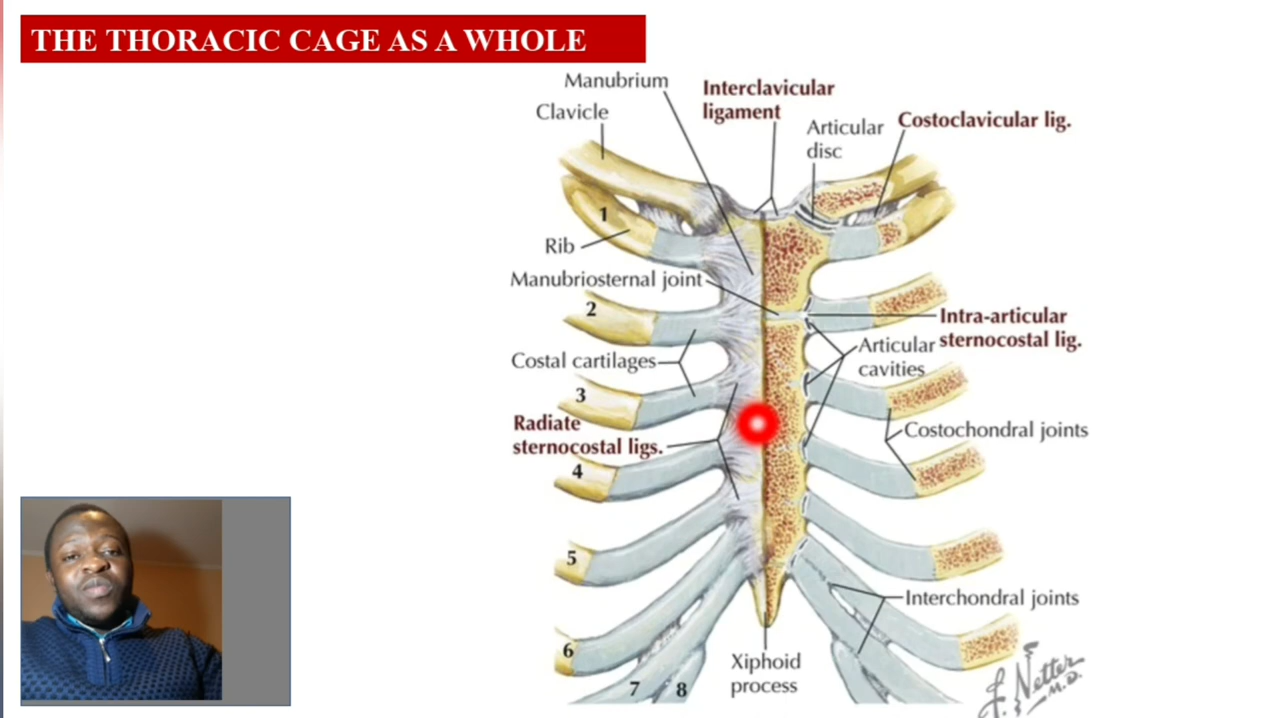 THE THORACIC CAGE AS A WHOLE
Manubrium
Interclavicular
ligament
Clavicle
Articular
disc
Costoclavicular lig.
1
Rib
Manubriosternal joint
2
Intra-articular
sternocostal lig.
Articular
cavities
Costal cartilages
3
Radiate
sternocostal ligs.
Costochondral joints
4
5
Interchondral joints
6
Xiphoid
process
7
8
F. Netter
M.D.